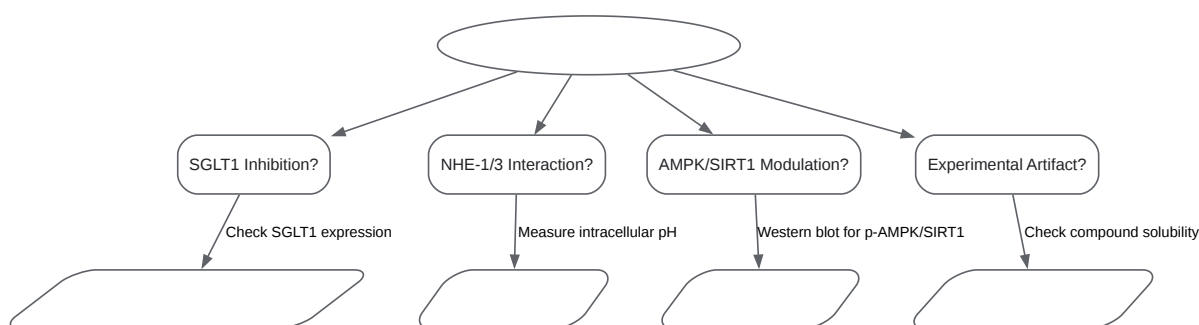 SGLT1 Inhibition?
NHE-1/3 Interaction?
AMPK/SIRT1 Modulation?
Experimental Artifact?
Check SGLT1 expression
Measure intracellular pH
Western blot for p-AMPK/SIRT1
Check compound solubility